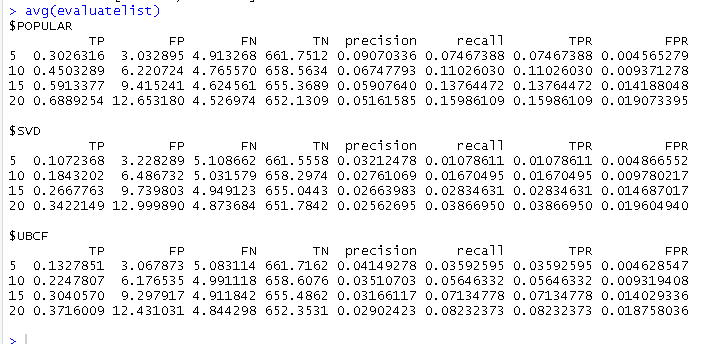 > avg(evaluatelist)
$POPULAR
TP FP FN TN precision recall TPR FPR
5 0.3026316 3.032895 4.913268 661.7512 0.09070336 0.07467388 0.07467388 0.004565279
10 0.4503289 6.220724 4.765570 658.5634 0.06747793 0.11026030 0.11026030 0.009371278
15 0.5913377 9.415241 4.624561 655.3689 0.05907640 0.13764472 0.13764472 0.014188048
20 0.6889254 12.653180 4.526974 652.1309 0.05161585 0.15986109 0.15986109 0.019073395
$SVD
TP FP FN TN precision recall TPR FPR
5 0.1072368 3.228289 5.108662 661.5558 0.03212478 0.01078611 0.01078611 0.004866552
10 0.1843202 6.486732 5.031579 658.2974 0.02761069 0.01670495 0.01670495 0.009780217
15 0.2667763 9.739803 4.949123 655.0443 0.02663983 0.02834631 0.02834631 0.014687017
20 0.3422149 12.999890 4.873684 651.7842 0.02562695 0.03866950 0.03866950 0.019604940
$UBCF
TP FP FN TN precision recall TPR FPR
5 0.1327851 3.067873 5.083114 661.7162 0.04149278 0.03592595 0.03592595 0.004628547
10 0.2247807 6.176535 4.991118 658.6076 0.03510703 0.05646332 0.05646332 0.009319408
15 0.3040570 9.297917 4.911842 655.4862 0.03166117 0.07134778 0.07134778 0.014029336
20 0.3716009 12.431031 4.844298 652.3531 0.02902423 0.08232373 0.08232373 0.018758036
>